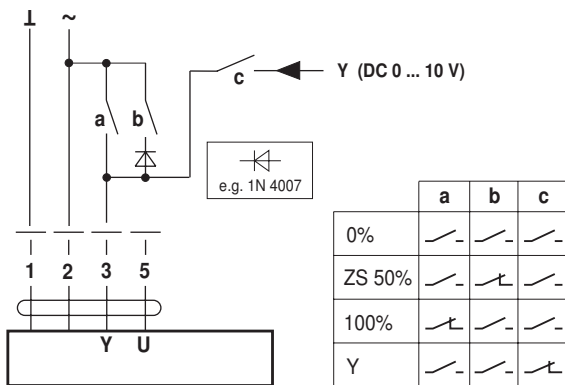 ⊥ ~
c
Y (DC 0 ... 10 V)
a b
e.g. 1N 4007
1 2 3 5
Y U
a b c
0%
ZS 50%
100%
Y